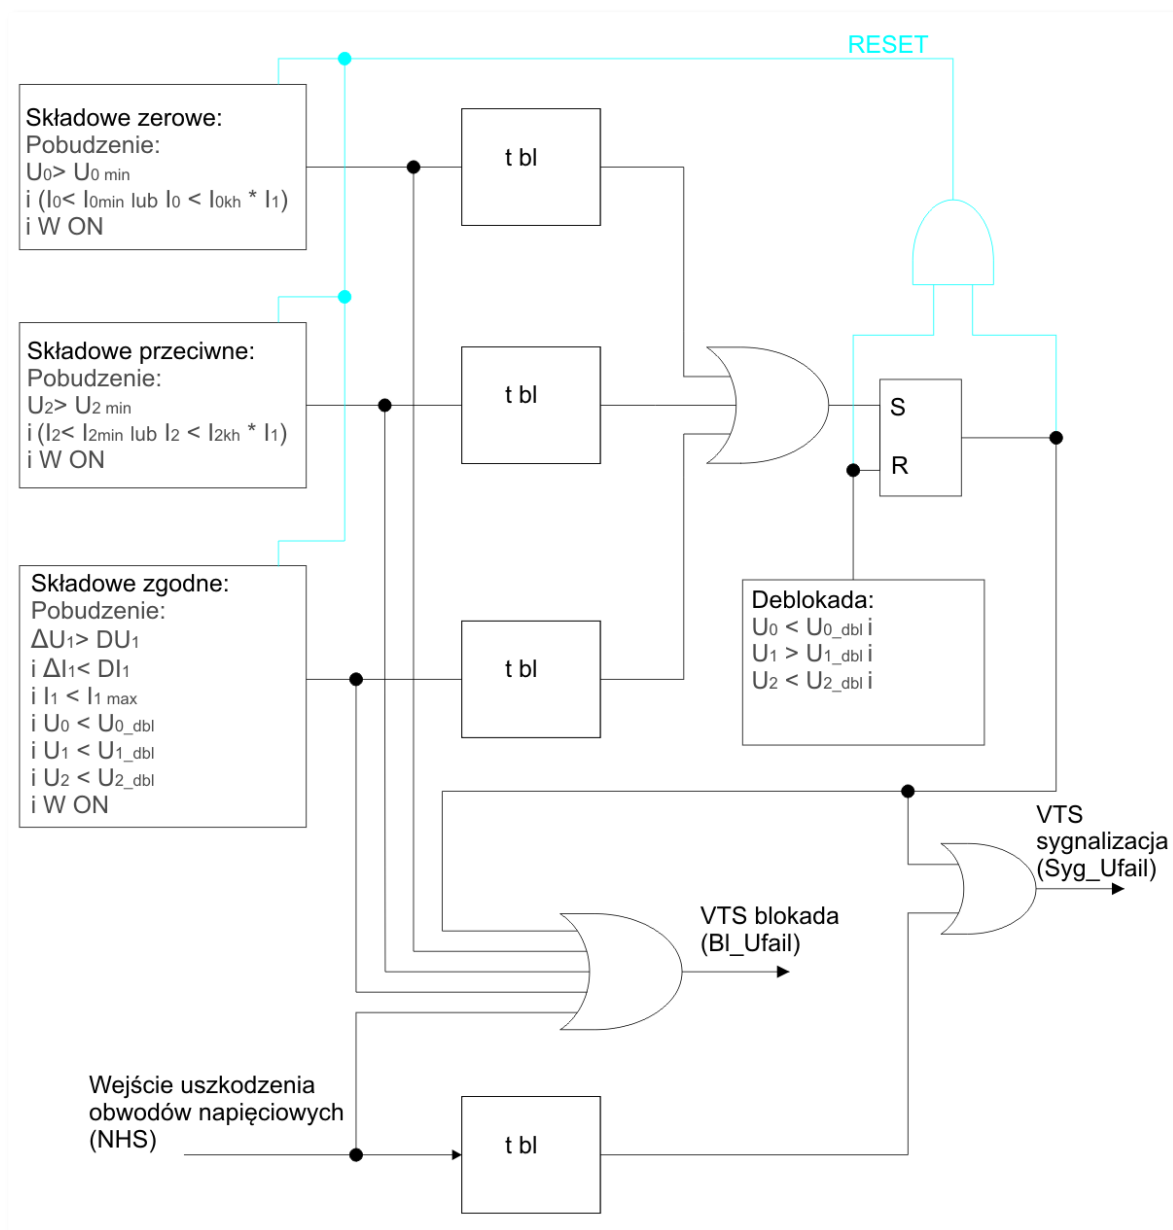 RESET
Składowe zerowe:
Pobudzenie:
U0> U0 min
i (I0< I0min lub I0 < I0kh * I1)
i W ON
t bl
Składowe przeciwne:
Pobudzenie:
U2> U2 min
i (I2< I2min lub I2 < I2kh * I1)
i W ON
t bl
S
R
Składowe zgodne:
Pobudzenie:
ΔU1> DU1
i ΔI1< DI1
i I1 < I1 max
i U0 < U0_dbl
i U1 < U1_dbl
i U2 < U2_dbl
i W ON
t bl
Deblokada:
U0 < U0_dbl i
U1 > U1_dbl i
U2 < U2_dbl i
VTS
sygnalizacja
(Syg_Ufail)
VTS blokada
(Bl_Ufail)
Wejście uszkodzenia
obwodów napięciowych
(NHS)
t bl